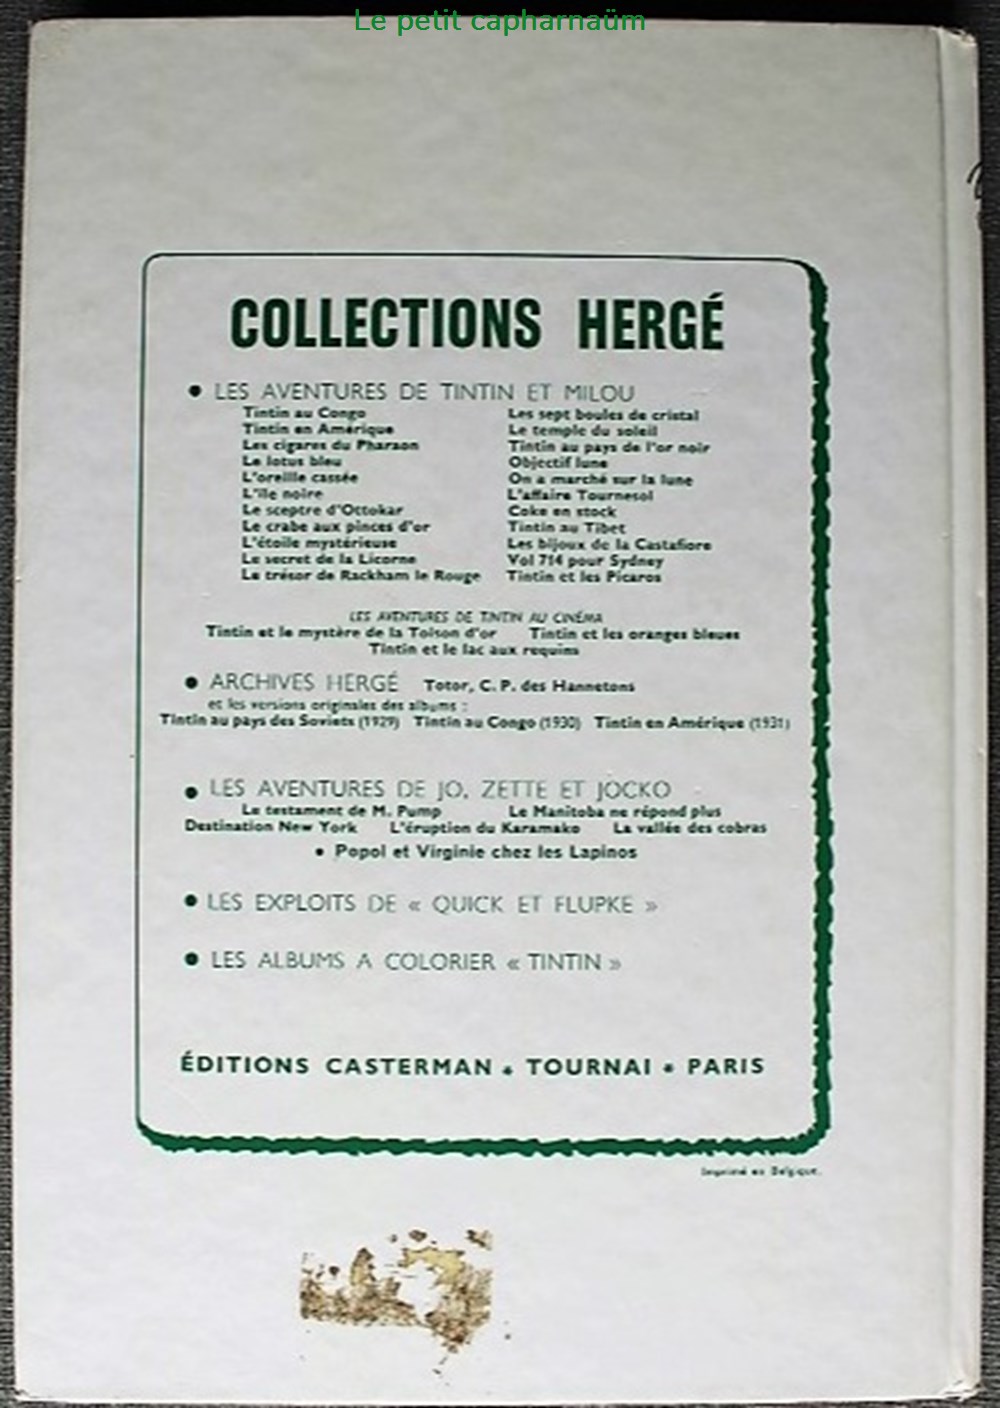 Le petit capharnaüm
COLLECTIONS HERGÉ
• LES AVENTURES DE TINTIN ET MILOU
Tintin au Congo
Tintin en Amérique
Les cigares du Pharaon
Le lotus bleu
L'oreille cassée
L'île noire
Le sceptre d'Ottokar
Le crabe aux pinces d'or
L'étoile mystérieuse
Le secret de la Licorne
Le trésor de Rackham le Rouge
Les sept boules de cristal
Le temple du soleil
Tintin au pays de l'or noir
Objectif lune
On a marché sur la lune
L'affaire Tournesol
Coke en stock
Tintin au Tibet
Les bijoux de la Castafiore
Vol 714 pour Sydney
Tintin et les Picaros
LES AVENTURES DE TINTIN AU CINÉMA
Tintin et le mystère de la Toison d'or Tintin et les oranges bleues
Tintin et le lac aux requins
• ARCHIVES HERGÉ Totor, C. P. des Hannetons
et les versions originales des albums :
Tintin au pays des Soviets (1929) Tintin au Congo (1930) Tintin en Amérique (1931)
• LES AVENTURES DE JO, ZETTE ET JOCKO
Le testament de M. Pump Le Manitoba ne répond plus
Destination New York L'éruption du Karamako La vallée des cobras
• Popol et Virginie chez les Lapinos
• LES EXPLOITS DE « QUICK ET FLUPKE »
• LES ALBUMS A COLORIER « TINTIN »
ÉDITIONS CASTERMAN * TOURNAI * PARIS
Imprimé en Belgique.